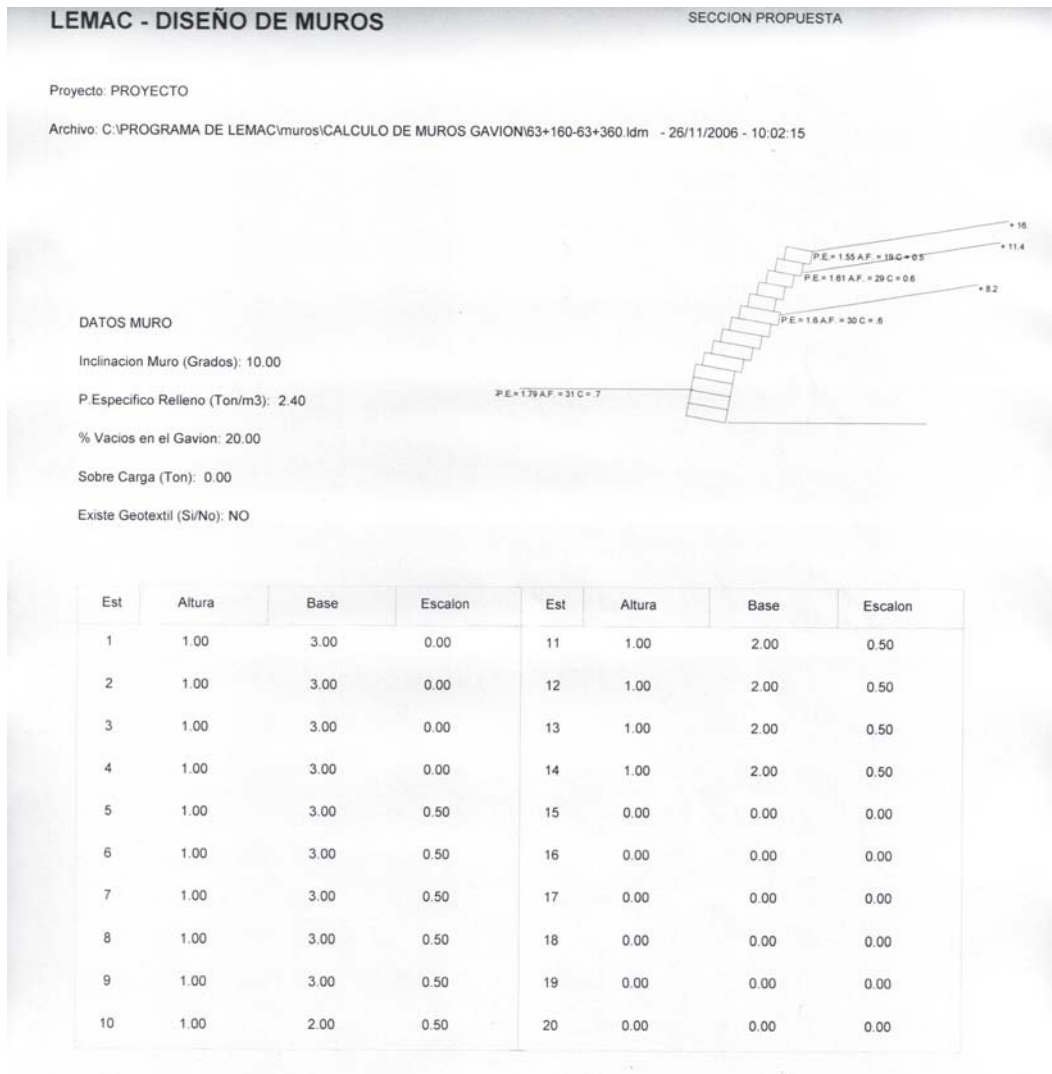 LEMAC - DISEÑO DE MUROS
SECCION PROPUESTA
Proyecto: PROYECTO
Archivo: C:\PROGRAMA DE LEMAC\muros\CALCULO DE MUROS GAVION\63+160-63+360.ldm - 26/11/2006 - 10:02:15
+ 16.
P.E.= 1.55 A.F. = 19 C = 0.5
+ 11.4
P.E.= 1.61 A.F. = 29 C = 0.6
+ 8.2
P.E.= 1.6 A.F. = 30 C = .6
P.E.= 1.79 A.F. = 31 C = .7
DATOS MURO
Inclinacion Muro (Grados): 10.00
P.Especifico Relleno (Ton/m3): 2.40
% Vacios en el Gavion: 20.00
Sobre Carga (Ton): 0.00
Existe Geotextil (Si/No): NO
Est Altura Base Escalon Est Altura Base Escalon
1 1.00 3.00 0.00 11 1.00 2.00 0.50
2 1.00 3.00 0.00 12 1.00 2.00 0.50
3 1.00 3.00 0.00 13 1.00 2.00 0.50
4 1.00 3.00 0.00 14 1.00 2.00 0.50
5 1.00 3.00 0.50 15 0.00 0.00 0.00
6 1.00 3.00 0.50 16 0.00 0.00 0.00
7 1.00 3.00 0.50 17 0.00 0.00 0.00
8 1.00 3.00 0.50 18 0.00 0.00 0.00
9 1.00 3.00 0.50 19 0.00 0.00 0.00
10 1.00 2.00 0.50 20 0.00 0.00 0.00